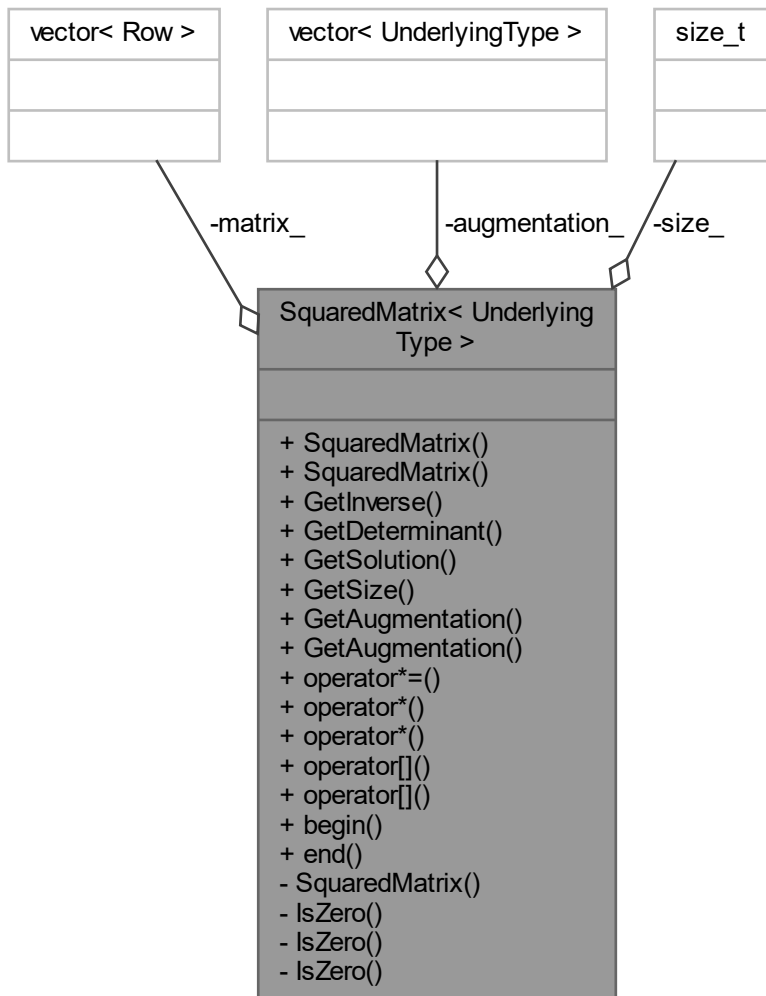 vector< Row >
vector< UnderlyingType >
size_t
-matrix_
-augmentation_
-size_
SquaredMatrix< Underlying
Type >
+ SquaredMatrix()
+ SquaredMatrix()
+ GetInverse()
+ GetDeterminant()
+ GetSolution()
+ GetSize()
+ GetAugmentation()
+ GetAugmentation()
+ operator*=()
+ operator*()
+ operator*()
+ operator[]()
+ operator[]()
+ begin()
+ end()
- SquaredMatrix()
- IsZero()
- IsZero()
- IsZero()